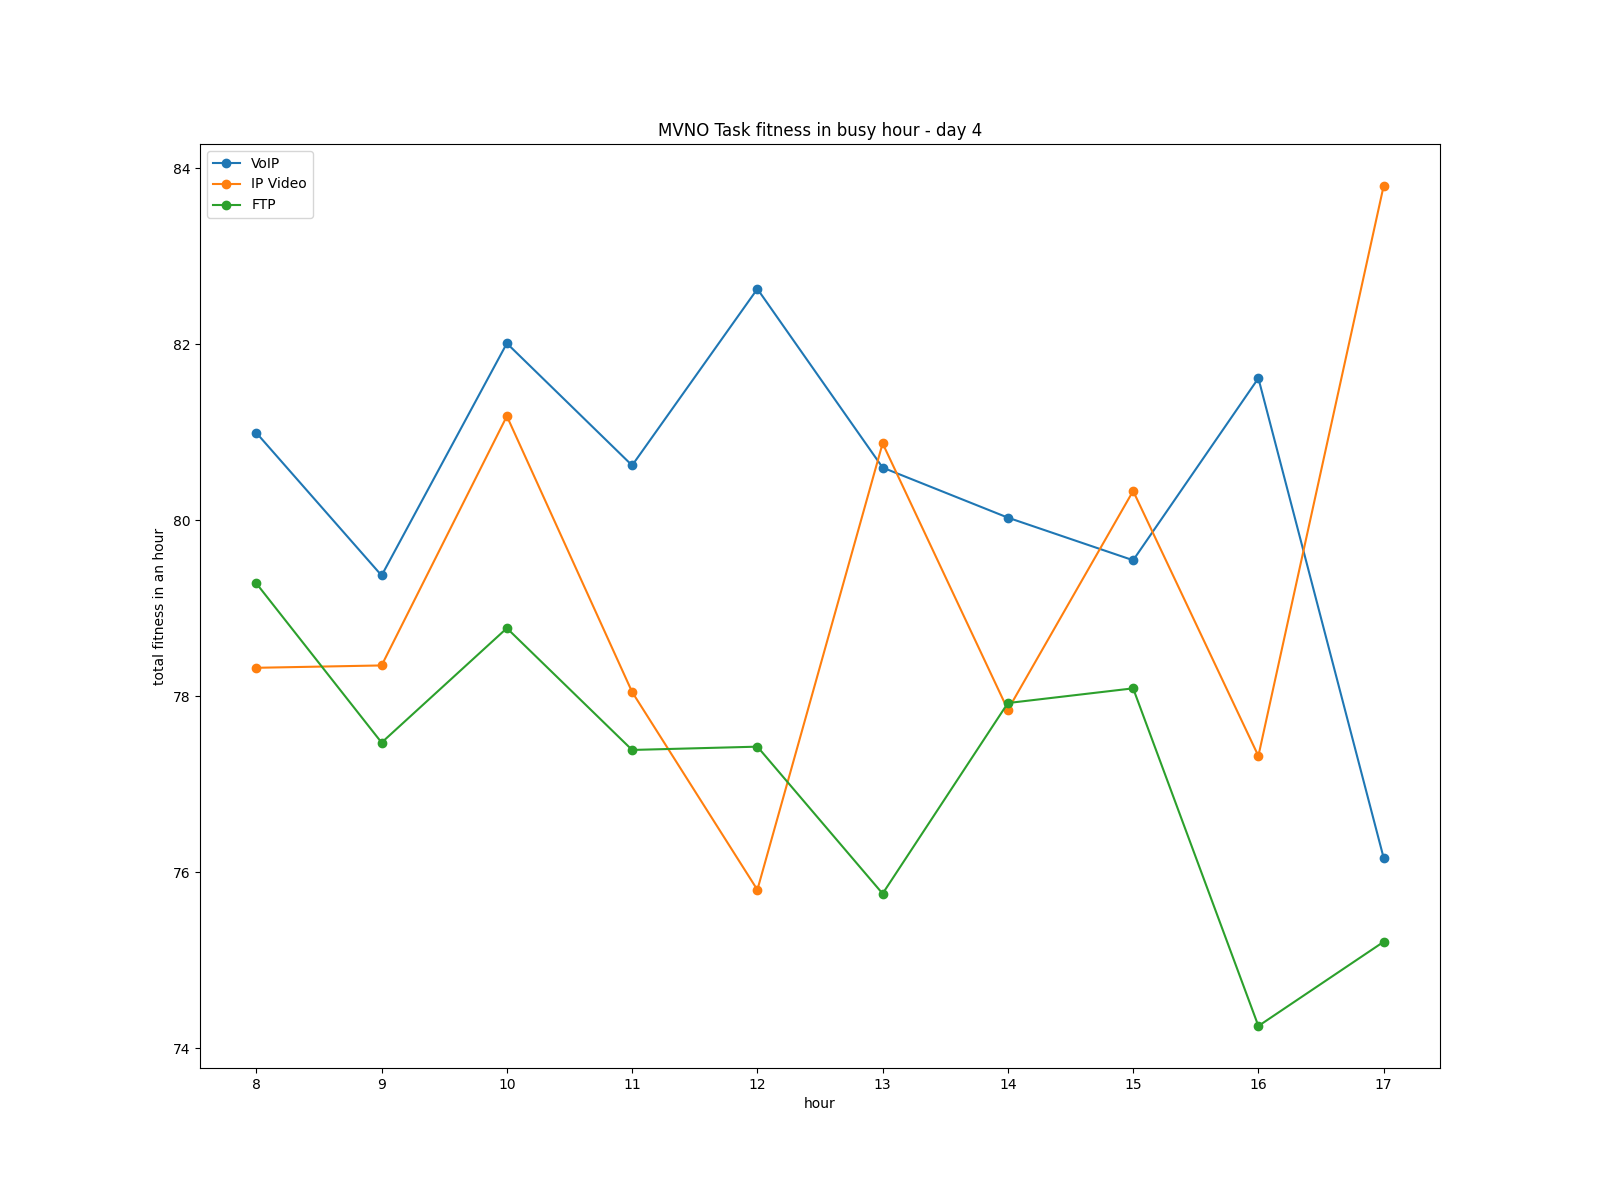 MVNO Task fitness in busy hour - day 4
VoIP
IP Video
FTP
total fitness in an hour
84
82
80
78
76
74
8 9 10 11 12 13 14 15 16 17
hour